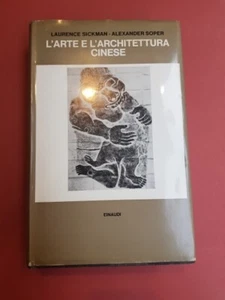 LAURENCE SICKMAN - ALEXANDER SOPER
L'ARTE E L'ARCHITETTURA
CINESE
EINAUDI